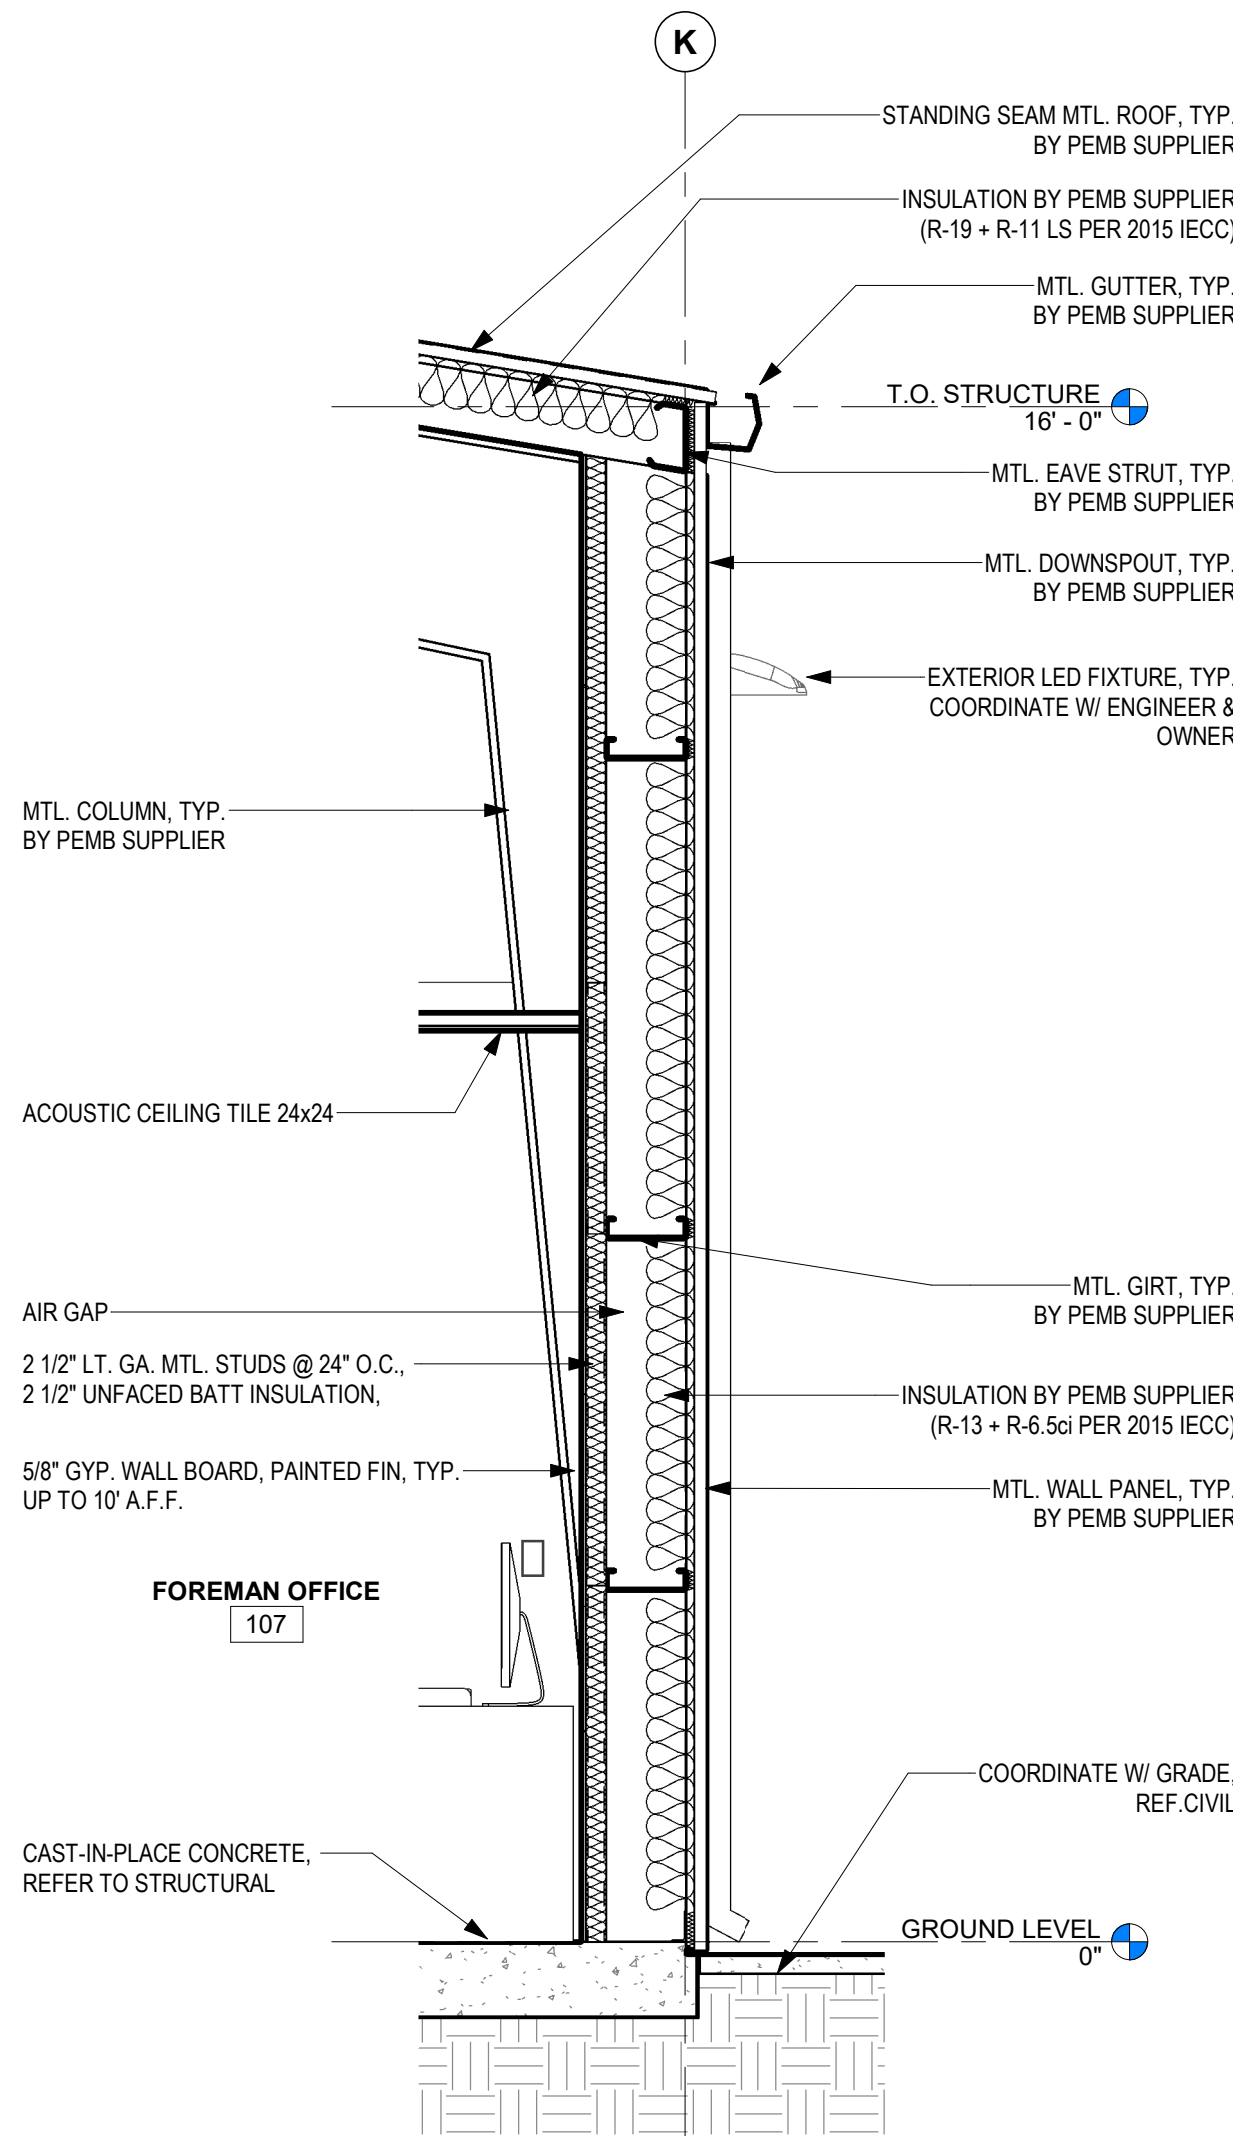 K
STANDING SEAM MTL. ROOF, TYP.
BY PEMB SUPPLIER
INSULATION BY PEMB SUPPLIER
(R-19 + R-11 LS PER 2015 IECC)
MTL. GUTTER, TYP.
BY PEMB SUPPLIER
T.O. STRUCTURE
16' - 0"
MTL. EAVE STRUT, TYP.
BY PEMB SUPPLIER
MTL. DOWNSPOUT, TYP.
BY PEMB SUPPLIER
EXTERIOR LED FIXTURE, TYP.
COORDINATE W/ ENGINEER &
OWNER
MTL. COLUMN, TYP.
BY PEMB SUPPLIER
ACOUSTIC CEILING TILE 24x24
MTL. GIRT, TYP.
BY PEMB SUPPLIER
AIR GAP
2 1/2" LT. GA. MTL. STUDS @ 24" O.C.,
2 1/2" UNFACED BATT INSULATION,
INSULATION BY PEMB SUPPLIER
(R-13 + R-6.5ci PER 2015 IECC)
5/8" GYP. WALL BOARD, PAINTED FIN, TYP.
UP TO 10' A.F.F.
MTL. WALL PANEL, TYP.
BY PEMB SUPPLIER
FOREMAN OFFICE
107
COORDINATE W/ GRADE,
REF.CIVIL
CAST-IN-PLACE CONCRETE,
REFER TO STRUCTURAL
GROUND LEVEL
0"